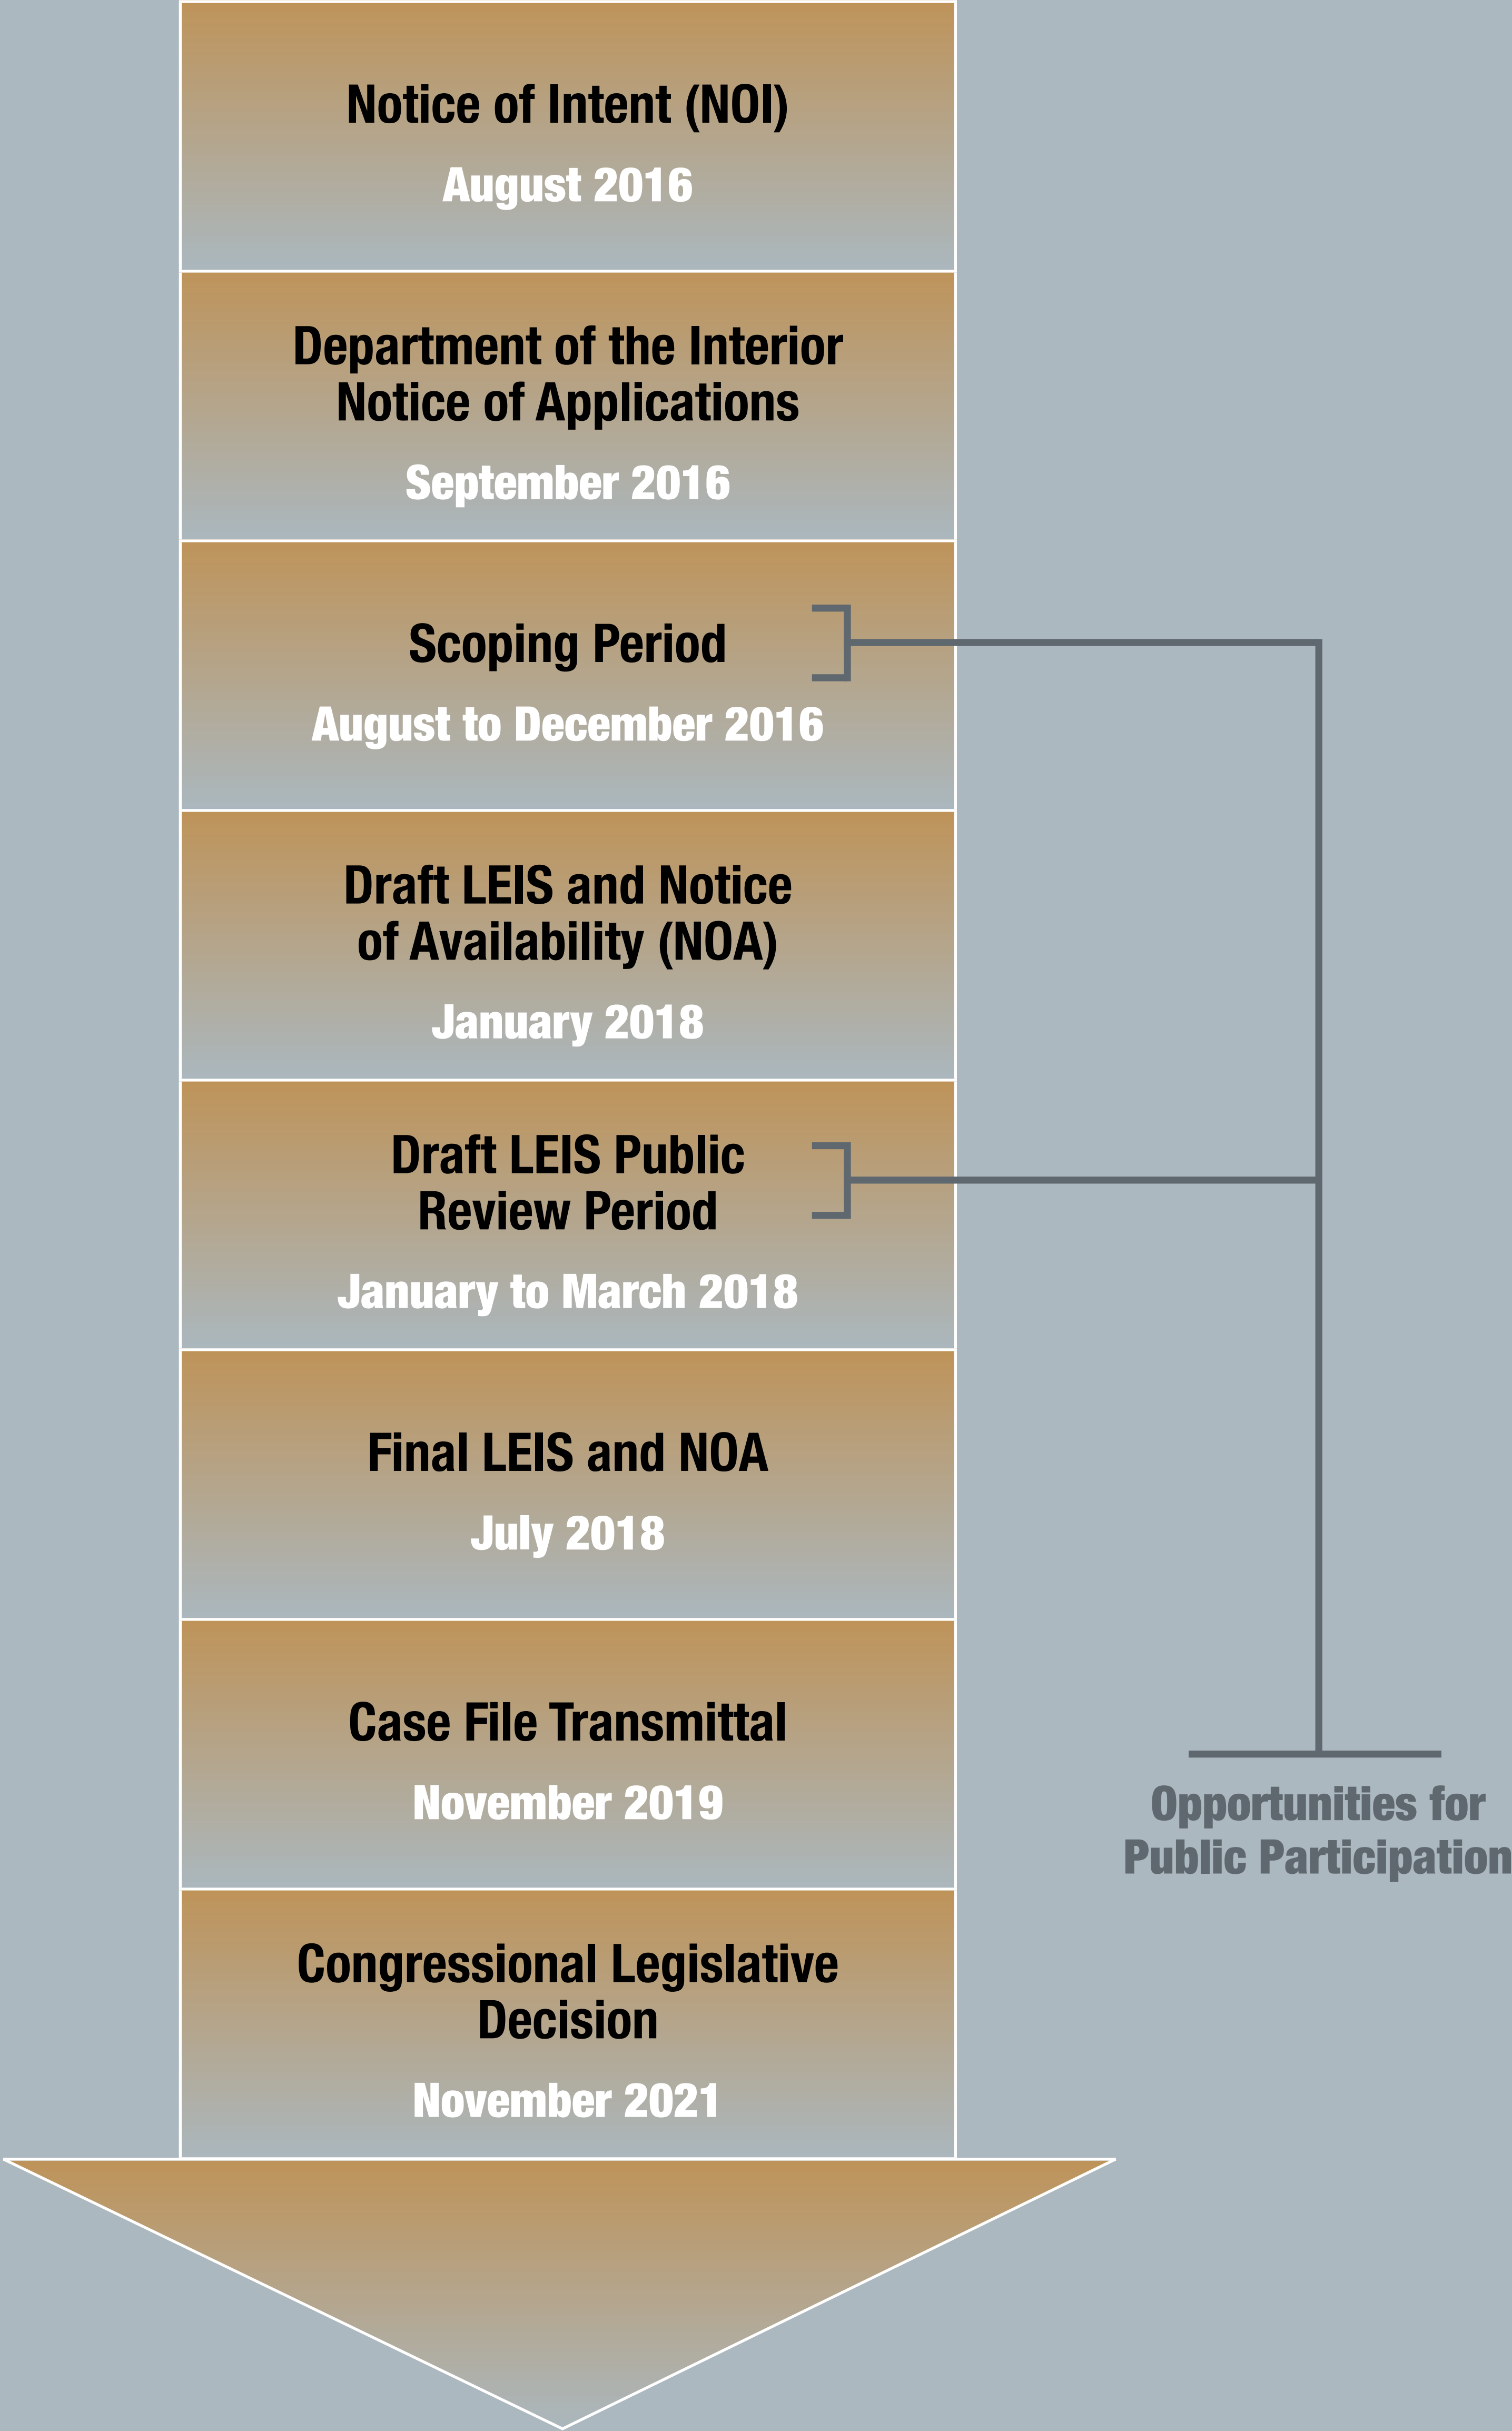 Notice of Intent (NOI)
August 2016
Department of the Interior
Notice of Applications
September 2016
Scoping Period
August to December 2016
Draft LEIS and Notice
of Availability (NOA)
January 2018
Draft LEIS Public
Review Period
January to March 2018
Final LEIS and NOA
July 2018
Case File Transmittal
November 2019
Opportunities for
Public Participation
Congressional Legislative
Decision
November 2021